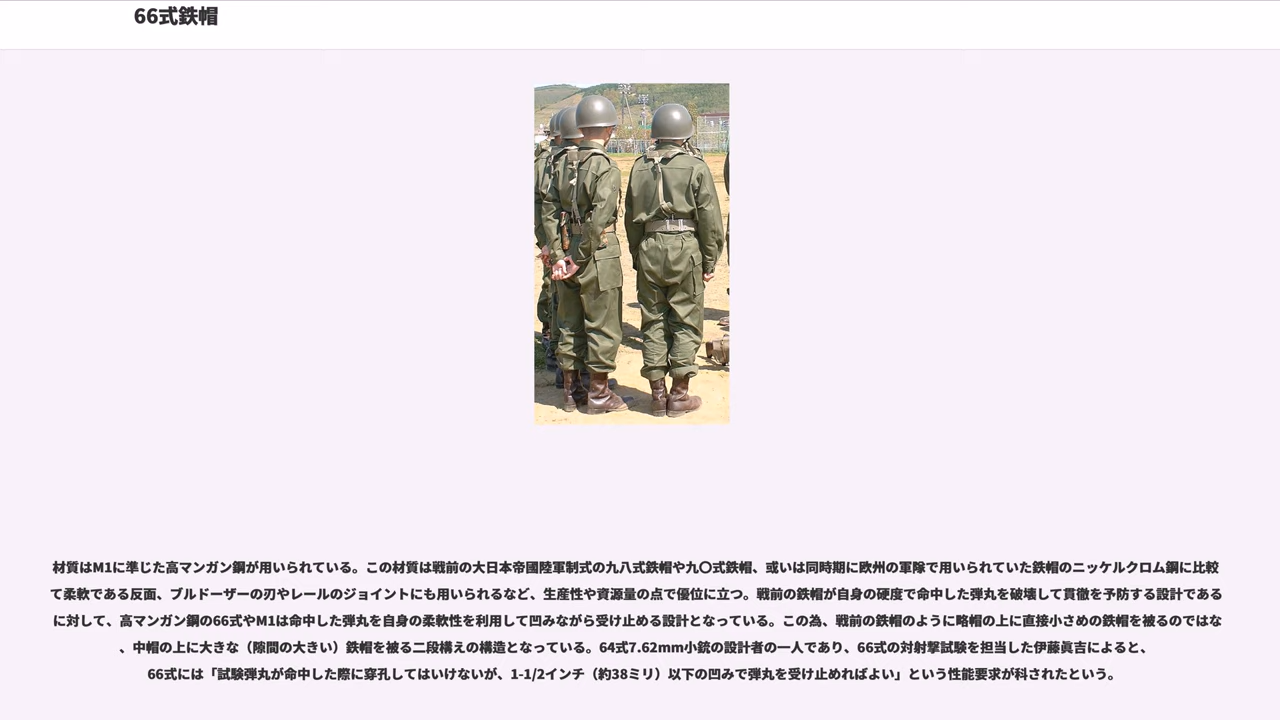 66式鉄帽
材質はM1に準じた高マンガン鋼が用いられている。この材質は戦前の大日本帝國陸軍制式の九八式鉄帽や九〇式鉄帽、或いは同時期に欧州の軍隊で用いられていた鉄帽のニッケルクロム鋼に比較
て柔軟である反面、ブルドーザーの刃やレールのジョイントにも用いられるなど、生産性や資源量の点で優位に立つ。戦前の鉄帽が自身の硬度で命中した弾丸を破壊して貫徹を予防する設計である
に対して、高マンガン鋼の66式やM1は命中した弾丸を自身の柔軟性を利用して凹みながら受け止める設計となっている。この為、戦前の鉄帽のように略帽の上に直接小さめの鉄帽を被るのではな
、中帽の上に大きな（隙間の大きい）鉄帽を被る二段構えの構造となっている。64式7.62mm小銃の設計者の一人であり、66式の対射撃試験を担当した伊藤眞吉によると、
66式には「試験弾丸が命中した際に穿孔してはいけないが、1-1/2インチ（約38ミリ）以下の凹みで弾丸を受け止めればよい」という性能要求が科されたという。